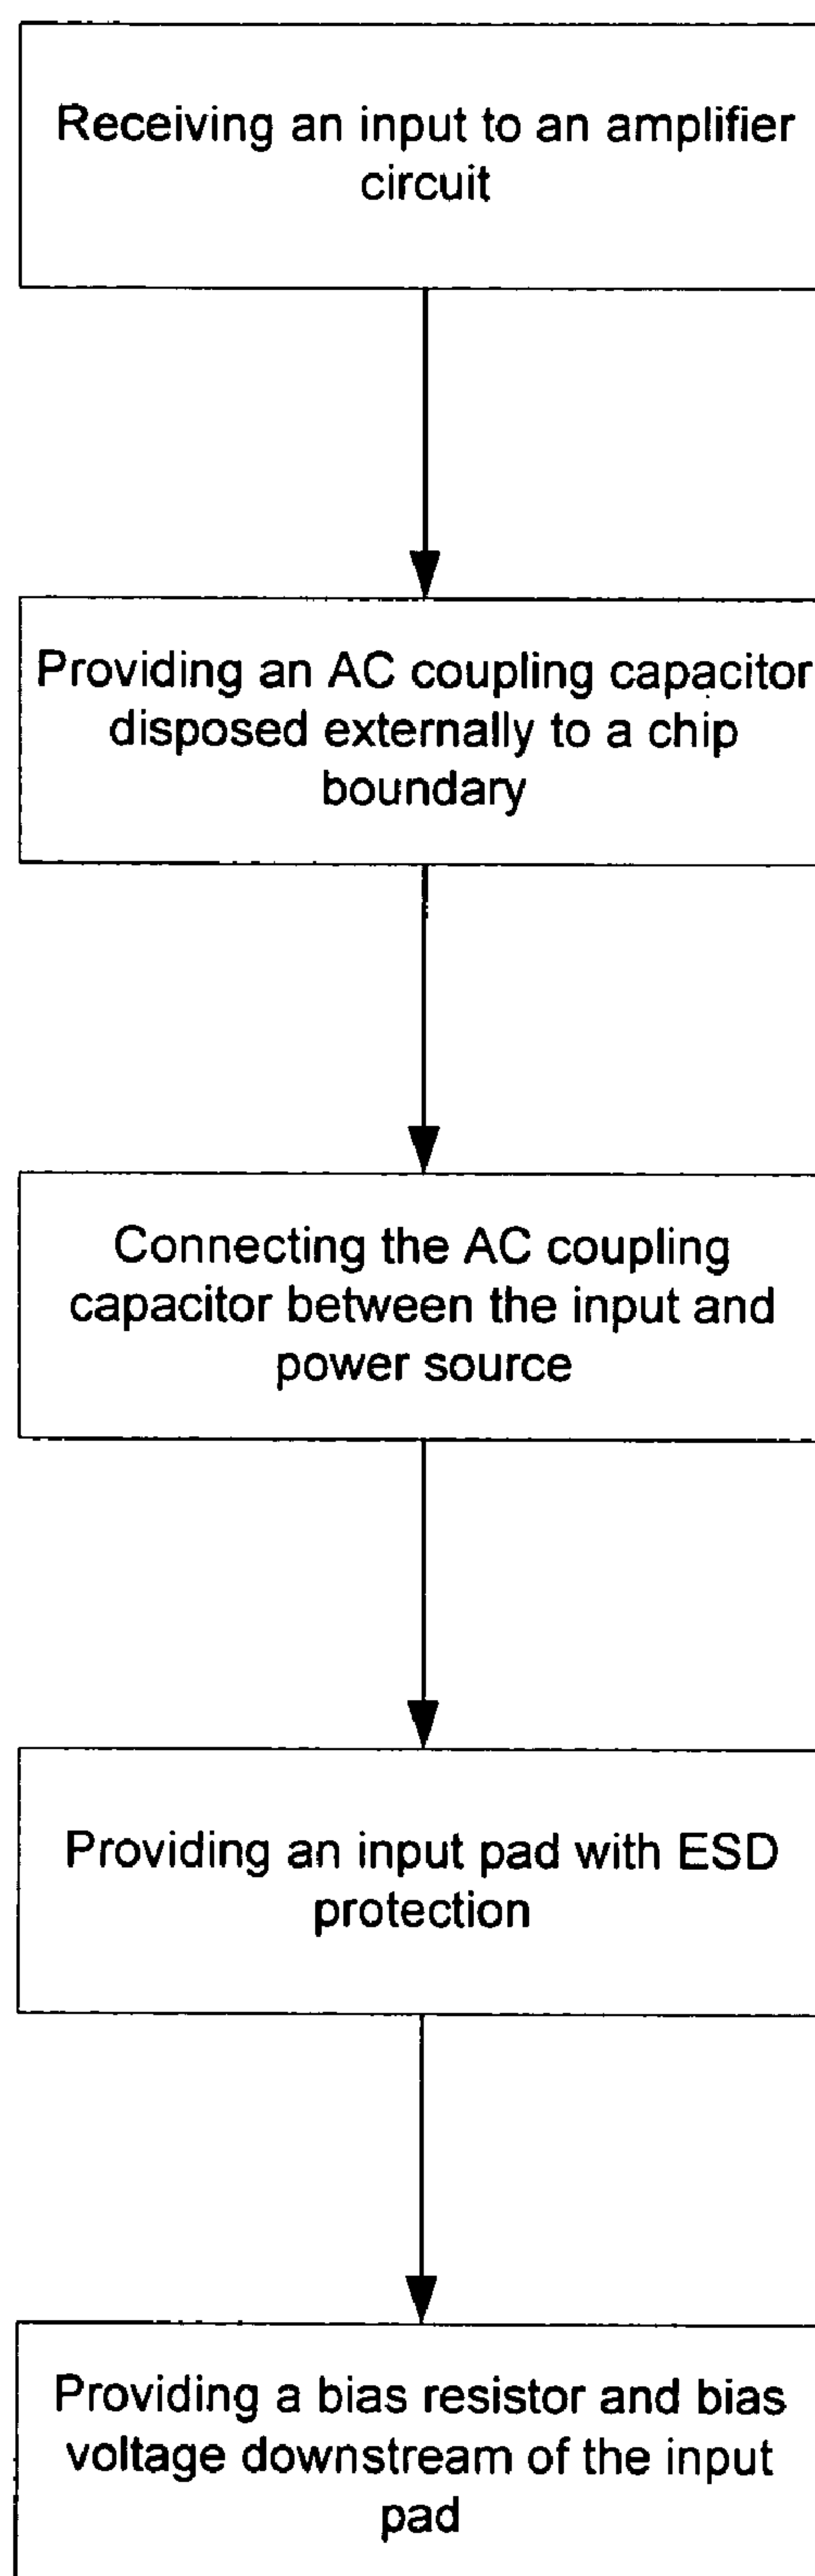 Receiving an input to an amplifier
circuit
Providing an AC coupling capacitor
disposed externally to a chip
boundary
Connecting the AC coupling
capacitor between the input and
power source
Providing an input pad with ESD
protection
Providing a bias resistor and bias
voltage downstream of the input
pad